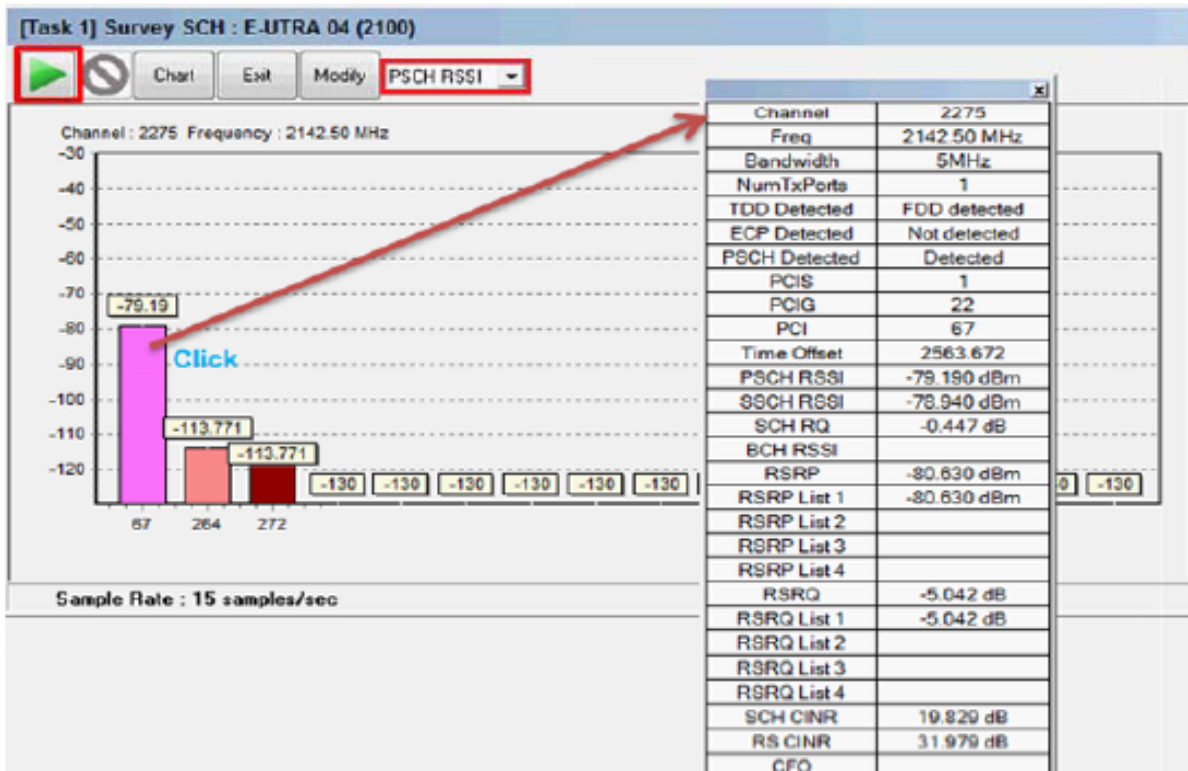 [Task 1] Survey SCH : E-UTRA 04 (2100)
Chart Exit Modify PSCH RSSI
Channel : 2275 Frequency : 2142.50 MHz
-30
-40
-50
-60
-70
-80
-90
-100
-110
-120
-79.19
Click
-113.771
-113.771
-130 -130 -130 -130 -130 -130 0 -130
67 264 272
Sample Rate : 15 samples/sec
Channel 2275
Freq 2142.50 MHz
Bandwidth 5MHz
NumTxPorts 1
TDD Detected FDD detected
ECP Detected Not detected
PSCH Detected Detected
PCIS 1
PCIG 22
PCI 67
Time Offset 2563.672
PSCH RSSI -79.190 dBm
SSCH RSSI -78.940 dBm
SCH RQ -0.447 dB
BCH RSSI
RSRP -80.630 dBm
RSRP List 1 -80.630 dBm
RSRP List 2
RSRP List 3
RSRP List 4
RSRQ -5.042 dB
RSRQ List 1 -5.042 dB
RSRQ List 2
RSRQ List 3
RSRQ List 4
SCH CINR 19.829 dB
RS CINR 31.979 dB
CFO